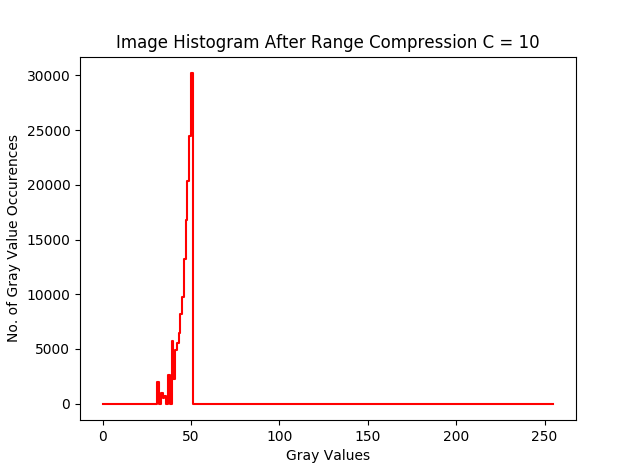 Image Histogram After Range Compression C = 10
30000
25000
20000
15000
10000
5000
0
No. of Gray Value Occurences
0 50 100 150 200 250
Gray Values